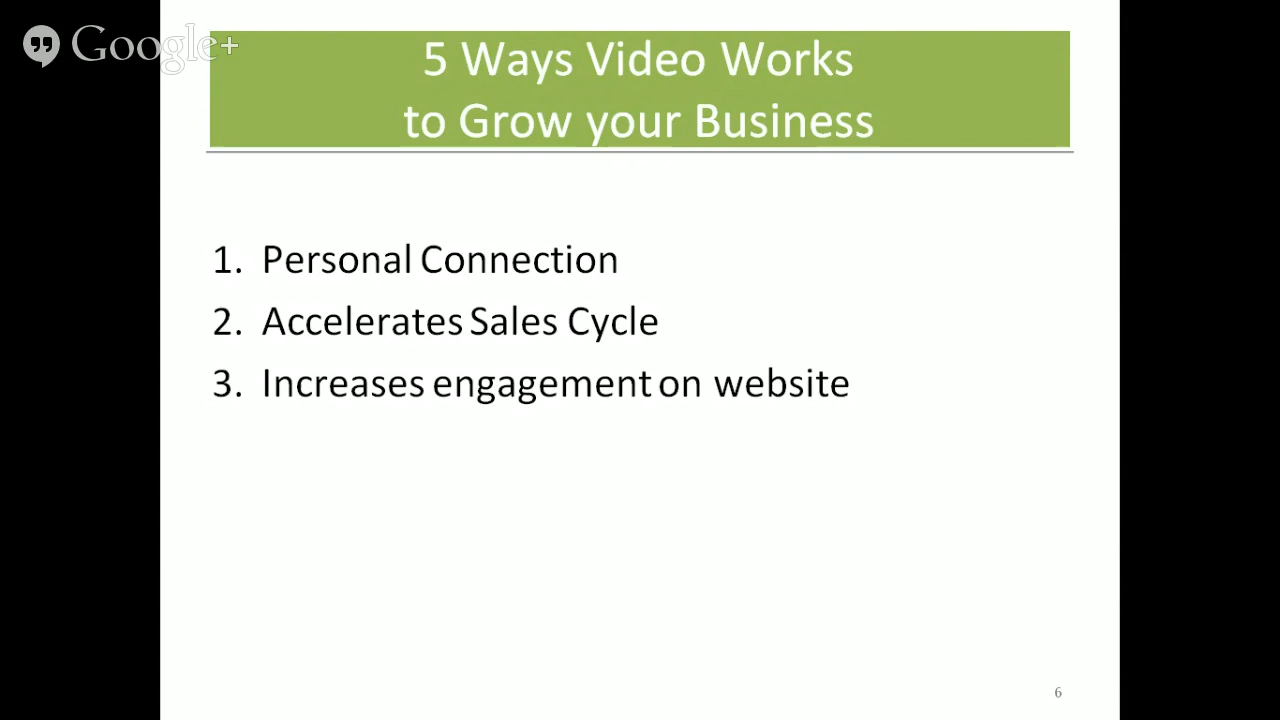 Google+
5 Ways Video Works
to Grow your Business
1. Personal Connection
2. Accelerates Sales Cycle
3. Increases engagement on website
6